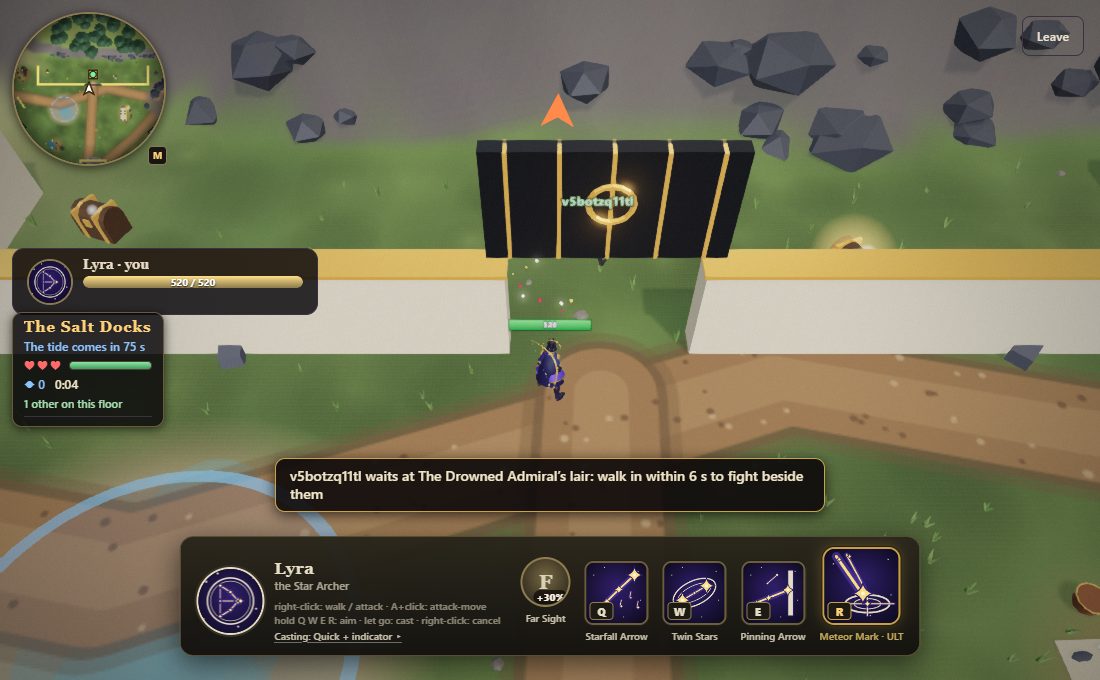 Leave
M
v5botzq11tl
Lyra · you
520 / 520
The Salt Docks
The tide comes in 75 s
0 0:04
1 other on this floor
520
v5botzq11tl waits at The Drowned Admiral's lair: walk in within 6 s to fight beside
them
Lyra
the Star Archer
right-click: walk / attack · A+click: attack-move
hold Q W E R: aim · let go: cast · right-click: cancel
Casting: Quick + indicator ▸
F
+30%
Far Sight
Q
Starfall Arrow
W
Twin Stars
E
Pinning Arrow
R
Meteor Mark · ULT